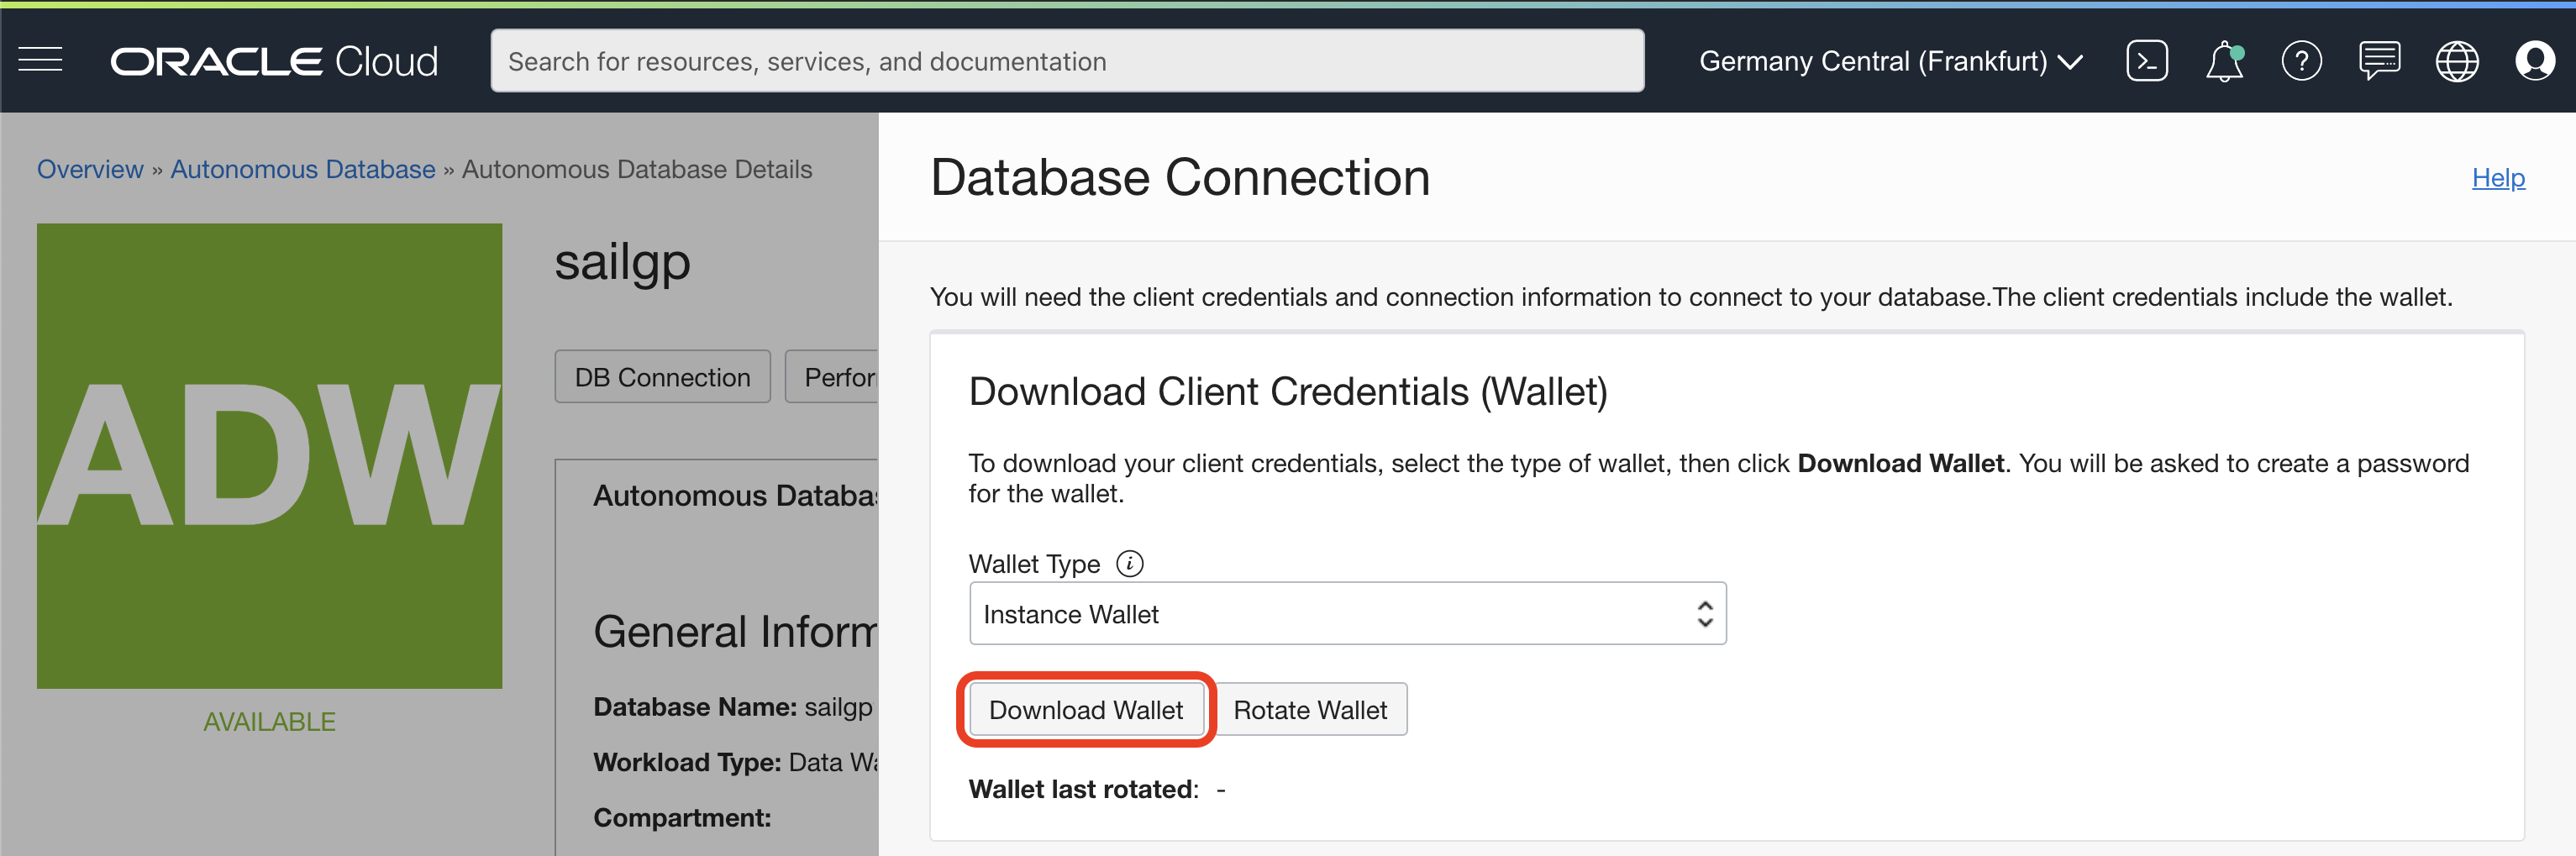 ORACLE Cloud
Search for resources, services, and documentation
Germany Central (Frankfurt)
Overview » Autonomous Database » Autonomous Database Details
ADW
AVAILABLE
sailgp
DB Connection
Perfor
Autonomous Databa
General Inform
Database Name: sailgp
Workload Type: Data Wa
Compartment:
Database Connection
Help
You will need the client credentials and connection information to connect to your database.The client credentials include the wallet.
Download Client Credentials (Wallet)
To download your client credentials, select the type of wallet, then click Download Wallet. You will be asked to create a password
for the wallet.
Wallet Type
Instance Wallet
Download Wallet
Rotate Wallet
Wallet last rotated: -